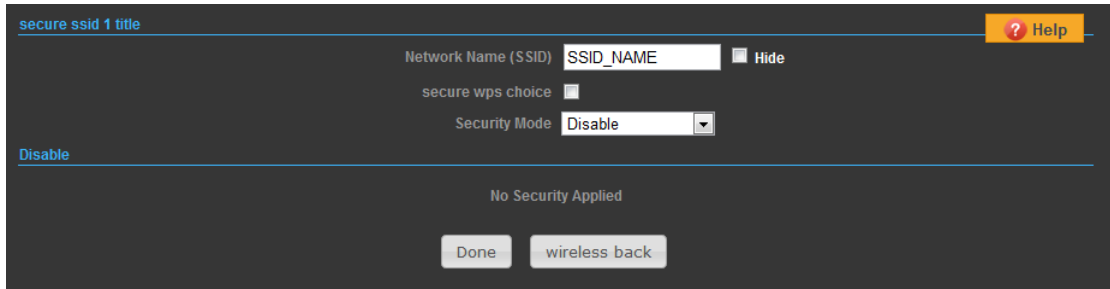 secure ssid 1 title
Help
Network Name (SSID) SSID_NAME Hide
secure wps choice
Security Mode Disable
Disable
No Security Applied
Done wireless back